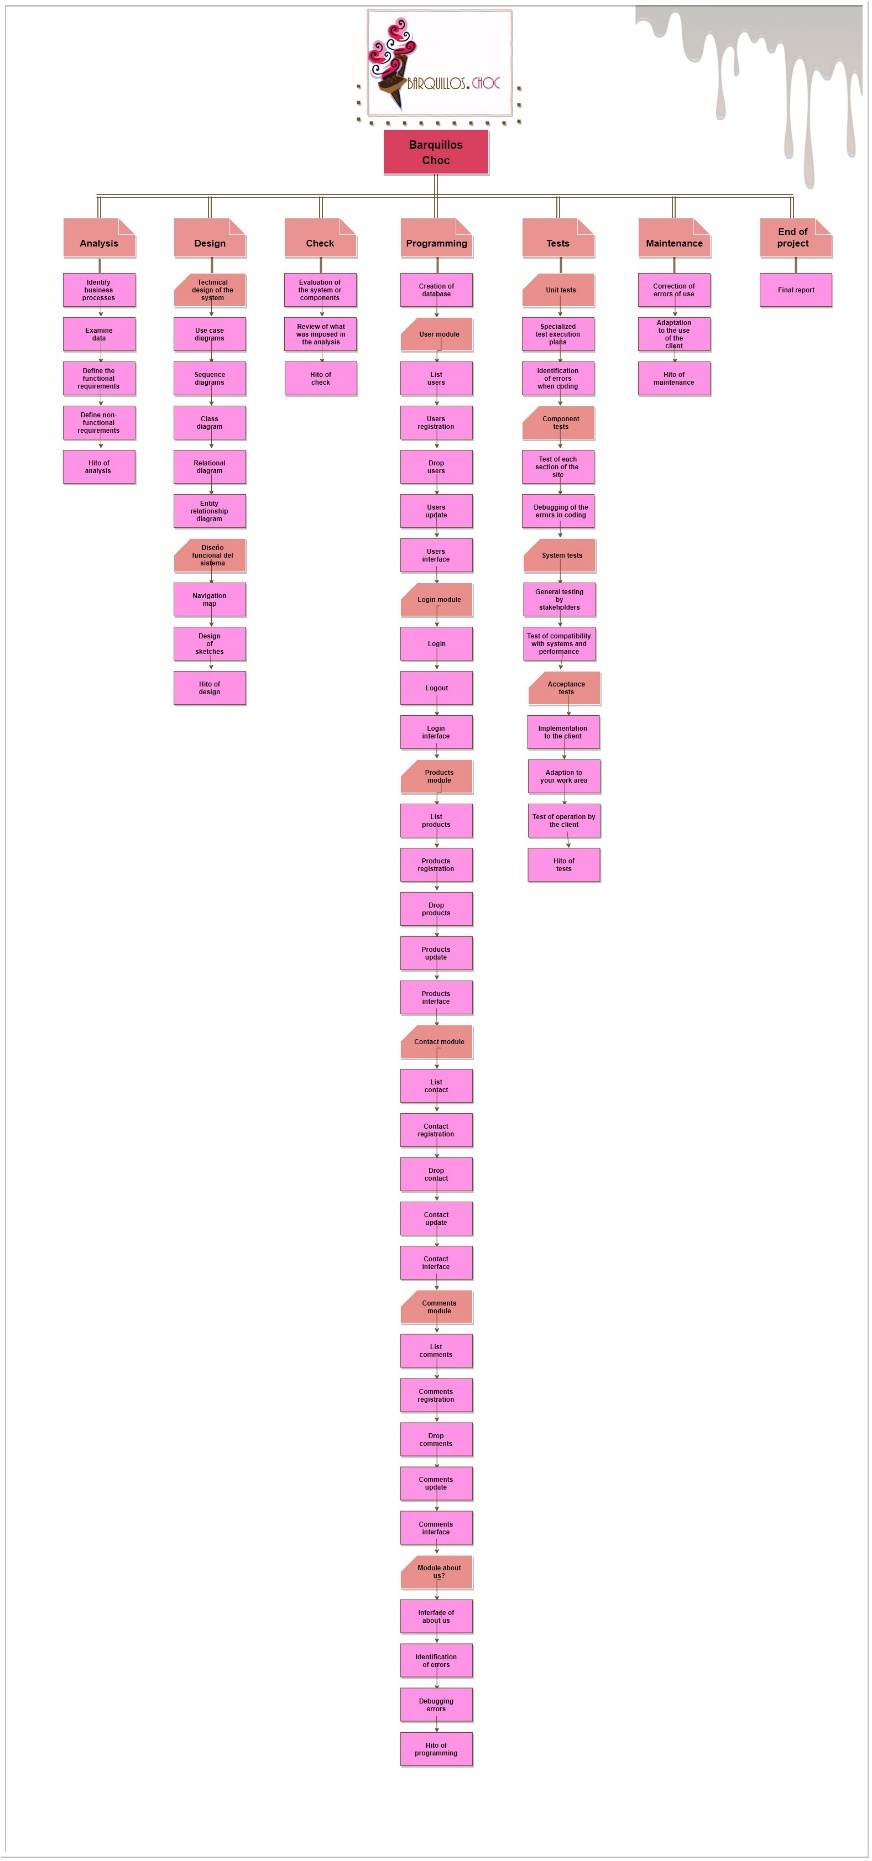 BARQUILLOS.CHOC
Barquillos
Choc
Analysis
Identify
business
processes
Examine
data
Define the
functional
requirements
Define non-
functional
requirements
Hito of
analysis
Design
Technical
design of the
system
Use case
diagrams
Sequence
diagrams
Class
diagram
Relational
diagram
Entity
relationship
diagram
Diseño
funcional del
sistema
Navigation
map
Design
of
sketches
Hito of
design
Check
Evaluation of
the system or
components
Review of what
was imposed in
the analysis
Hito of
check
Programming
Creation of
database
User module
List
users
Users
registration
Drop
users
Users
update
Users
interface
Login module
Login
Logout
Login
interface
Products
module
List
products
Products
registration
Drop
products
Products
update
Products
interface
Contact module
List
contact
Contact
registration
Drop
contact
Contact
update
Contact
interface
Comments
module
List
comments
Comments
registration
Drop
comments
Comments
update
Comments
interface
Module about
us?
Interfade of
about us
Identification
of errors
Debugging
errors
Hito of
programming
Tests
Unit tests
Specialized
test execution
plans
Identification
of errors
when coding
Component
tests
Test of each
section of the
site
Debugging of the
errors in coding
System tests
General testing
by
stakeholders
Test of compatibility
with systems and
performance
Acceptance
tests
Implementation
to the client
Adaption to
your work area
Test of operation by
the client
Hito of
tests
Maintenance
Correction of
errors of use
Adaptation
to the use
of the
client
Hito of
maintenance
End of
project
Final report